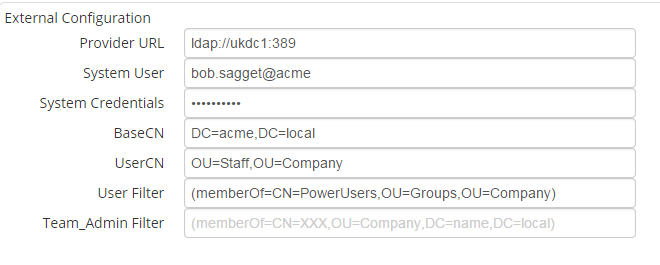 External Configuration
Provider URL ldap://ukdc1:389
System User bob.sagget@acme
System Credentials ••••••••••
BaseCN DC=acme,DC=local
UserCN OU=Staff,OU=Company
User Filter (memberOf=CN=PowerUsers,OU=Groups,OU=Company)
Team_Admin Filter (memberOf=CN=XXX,OU=Company,DC=name,DC=local)